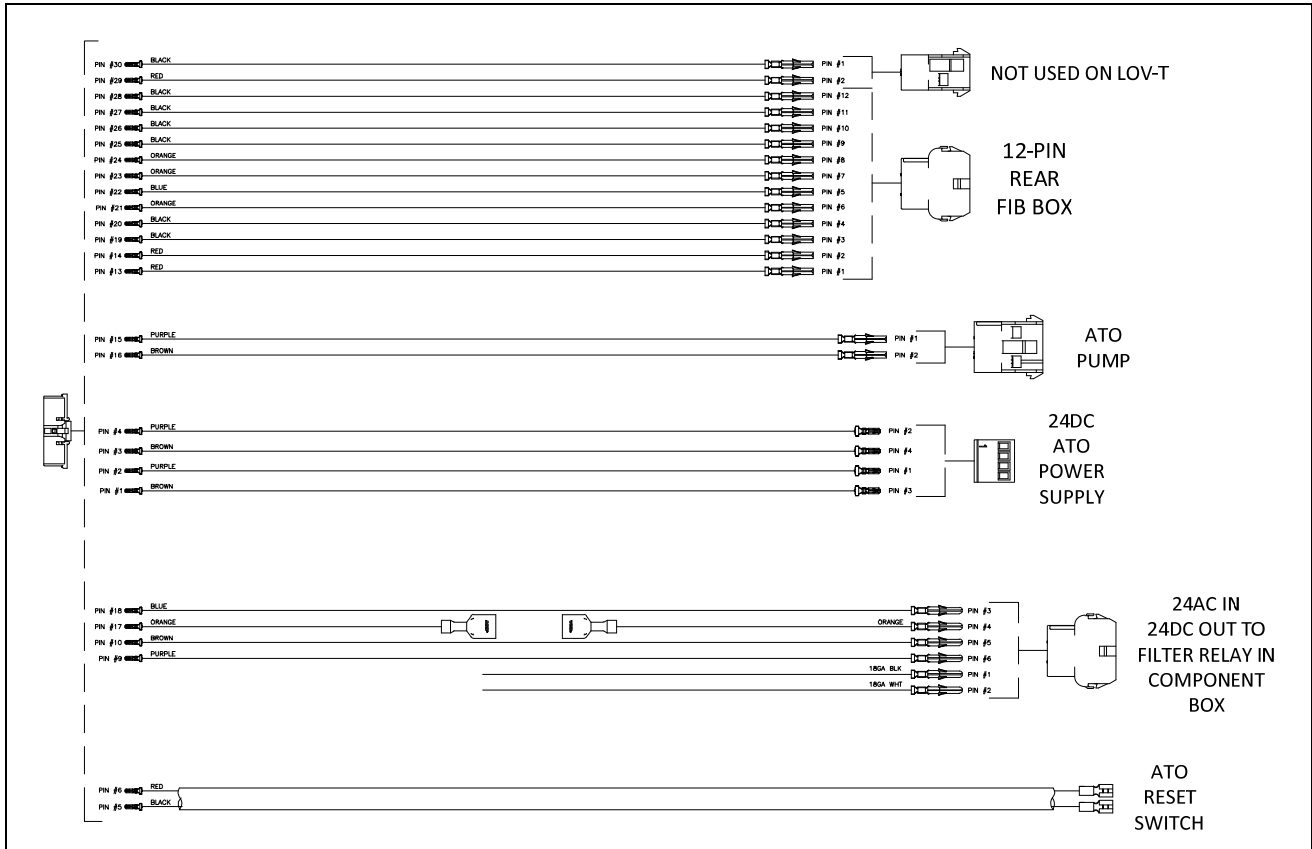 PIN #30 BLACK PIN #1
PIN #29 RED PIN #2
NOT USED ON LOV-T
PIN #28 BLACK PIN #12
PIN #27 BLACK PIN #11
PIN #26 BLACK PIN #10
PIN #25 BLACK PIN #9
PIN #24 ORANGE PIN #8
PIN #23 ORANGE PIN #7
PIN #22 BLUE PIN #5
PIN #21 ORANGE PIN #6
PIN #20 BLACK PIN #4
PIN #19 BLACK PIN #3
PIN #14 RED PIN #2
PIN #13 RED PIN #1
12-PIN
REAR
FIB BOX
PIN #15 PURPLE PIN #1
PIN #16 BROWN PIN #2
ATO
PUMP
PIN #4 PURPLE PIN #2
PIN #3 BROWN PIN #4
PIN #2 PURPLE PIN #1
PIN #1 BROWN PIN #3
1
24DC
ATO
POWER
SUPPLY
PIN #18 BLUE PIN #3
PIN #17 ORANGE ORANGE PIN #4
PIN #10 BROWN PIN #5
PIN #9 PURPLE PIN #6
18GA BLK PIN #1
18GA WHT PIN #2
24AC IN
24DC OUT TO
FILTER RELAY IN
COMPONENT
BOX
PIN #6 RED
PIN #5 BLACK
ATO
RESET
SWITCH